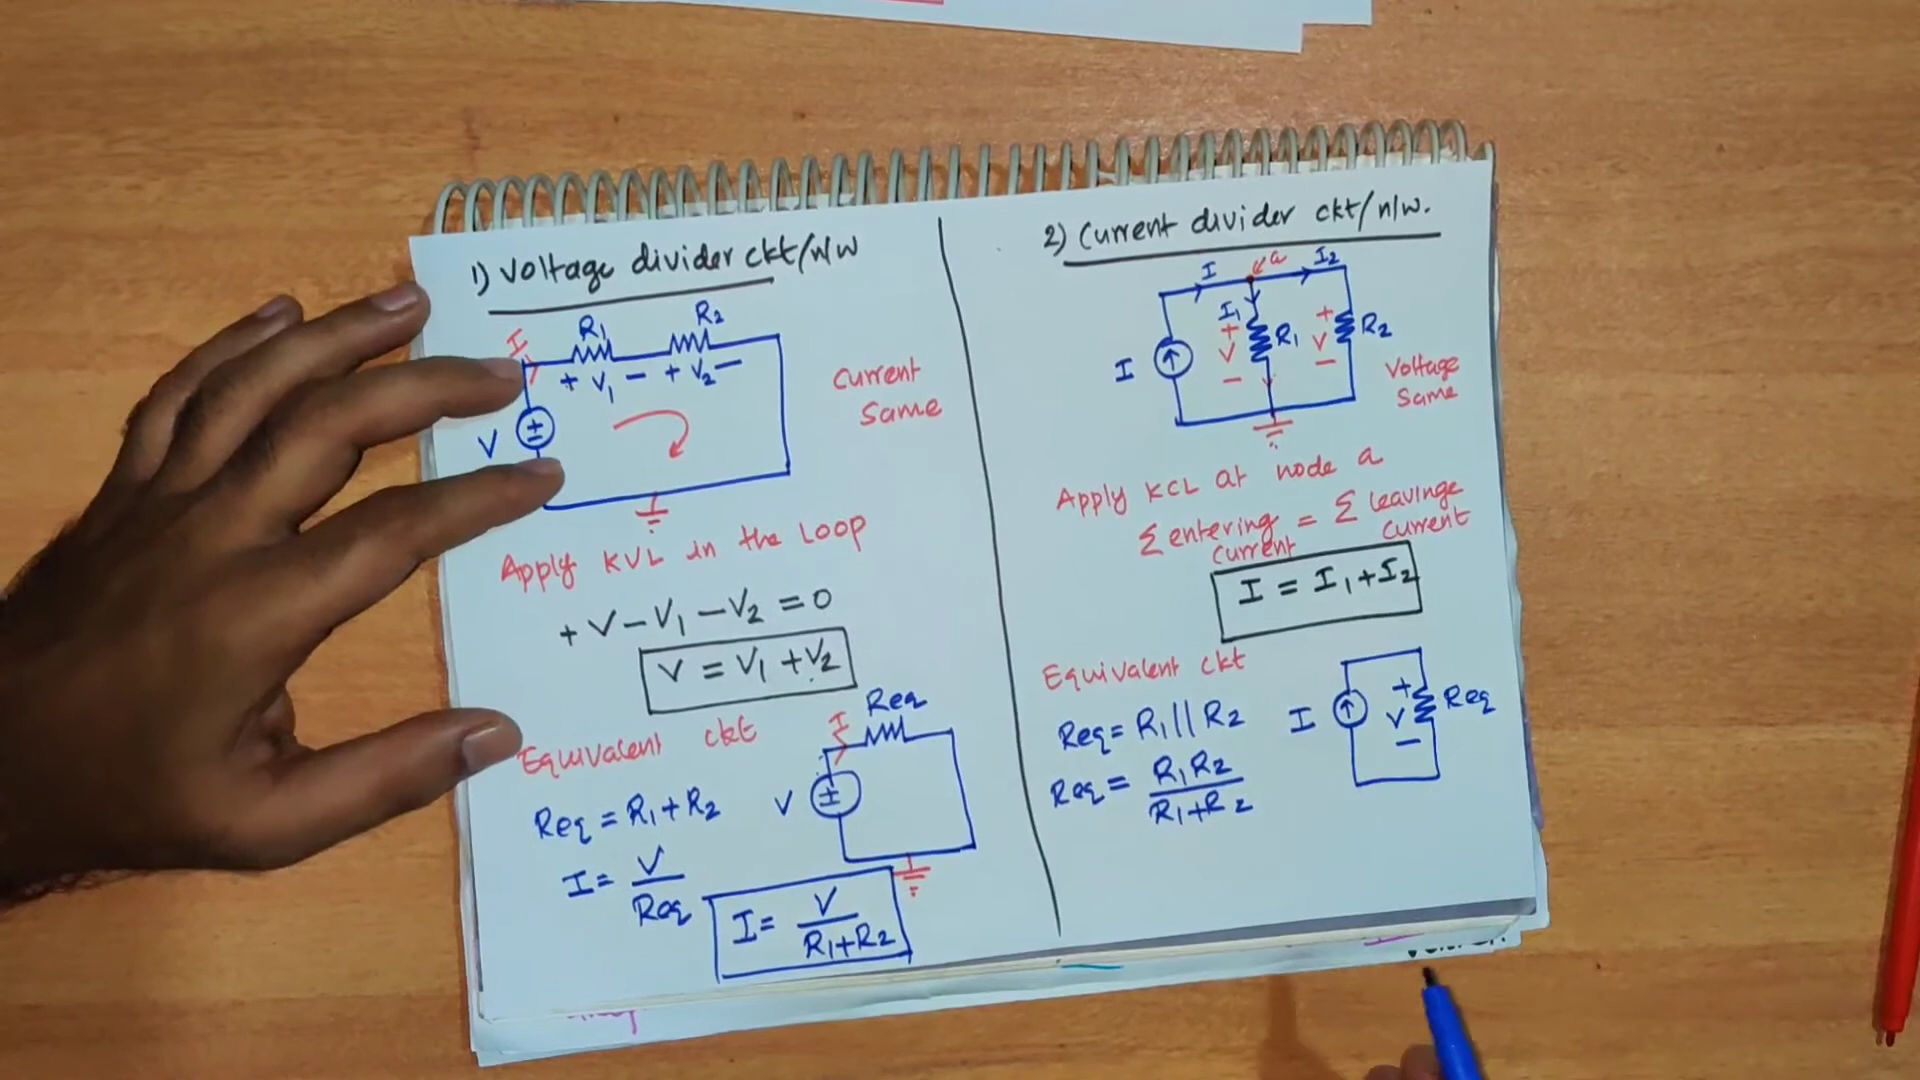 1) Voltage divider ckt/n/w
I
R1
R2
+ V1 - + V2 -
V
Current
Same
Apply KVL in the Loop
+ V - V1 - V2 = 0
V = V1 + V2
Equivalent ckt
I
Req
V
Req = R1 + R2
I = V / Req
I = V / R1+R2
2) Current divider ckt/n/w.
I
a
I2
I1
+
V
-
R1
+
V
-
R2
I
Voltage
Same
Apply KCL at node a
Σ entering = Σ leavinge
current current
I = I1 + I2
Equivalent ckt
Req = R1 || R2
Req = R1 R2 / R1+R2
I
+
V
-
Req